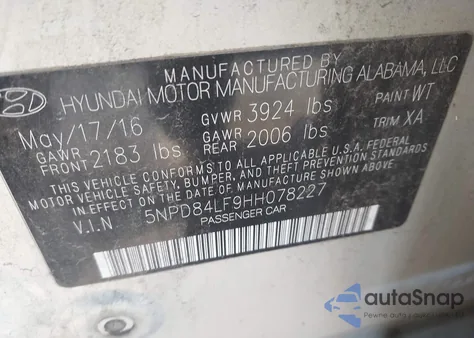 MANUFACTURED BY
HYUNDAI MOTOR MANUFACTURING ALABAMA, LLC
May/17/16 GVWR 3924 lbs PAINT WT
GAWR FRONT 2183 lbs GAWR REAR 2006 lbs TRIM XA
THIS VEHICLE CONFORMS TO ALL APPLICABLE U.S.A. FEDERAL
MOTOR VEHICLE SAFETY, BUMPER, AND THEFT PREVENTION
STANDARDS IN EFFECT ON THE DATE OF MANUFACTURE SHOWN ABOVE.
V.I.N 5NPD84LF9HH078227
PASSENGER CAR
autaSnap
Pewne auto